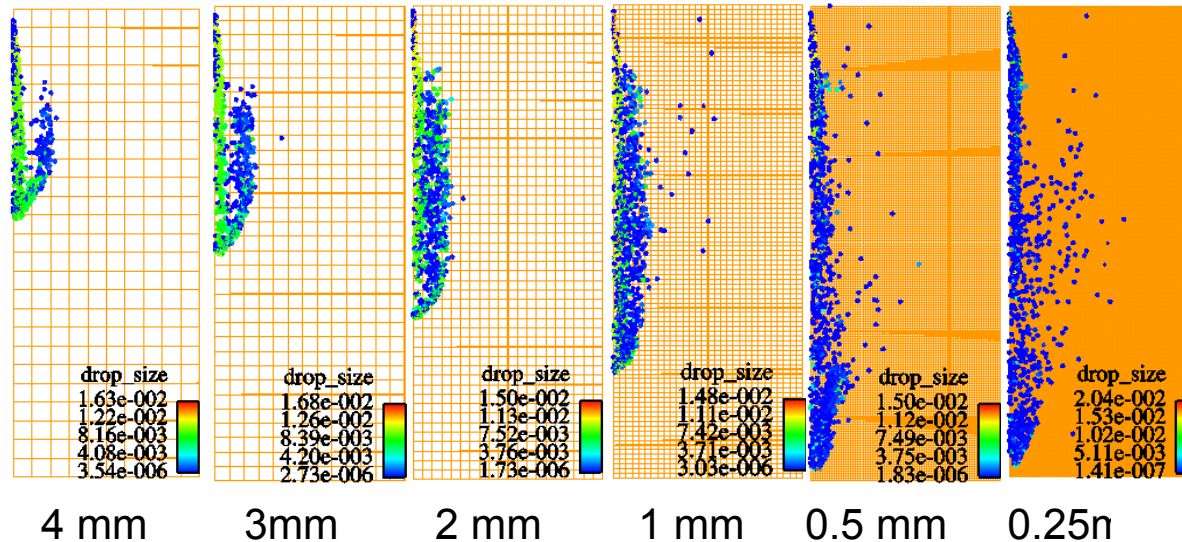 drop_size
1.63e-002
1.22e-002
8.16e-003
4.08e-003
3.54e-006
drop_size
1.68e-002
1.26e-002
8.39e-003
4.20e-003
2.73e-006
drop_size
1.50e-002
1.13e-002
7.52e-003
3.76e-003
1.73e-006
drop_size
1.48e-002
1.11e-002
7.42e-003
3.71e-003
3.03e-006
drop_size
1.50e-002
1.12e-002
7.49e-003
3.75e-003
1.83e-006
drop_size
2.04e-002
1.53e-002
1.02e-002
5.11e-003
1.41e-007
4 mm
3mm
2 mm
1 mm
0.5 mm
0.25